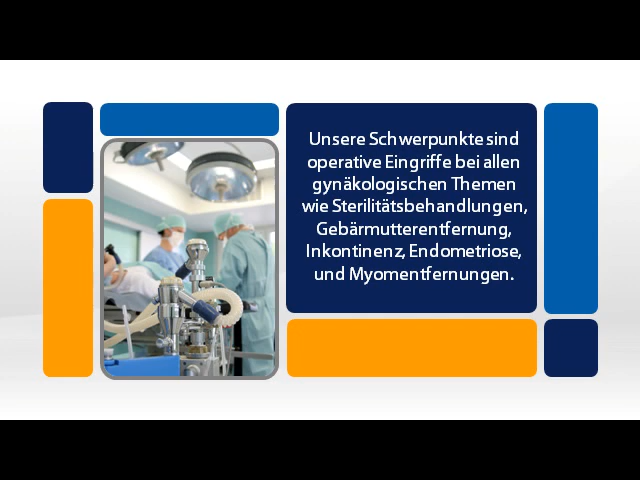 Unsere Schwerpunkte sind
operative Eingriffe bei allen
gynäkologischen Themen
wie Sterilitätsbehandlungen,
Gebärmutterentfernung,
Inkontinenz, Endometriose,
und Myomentfernungen.